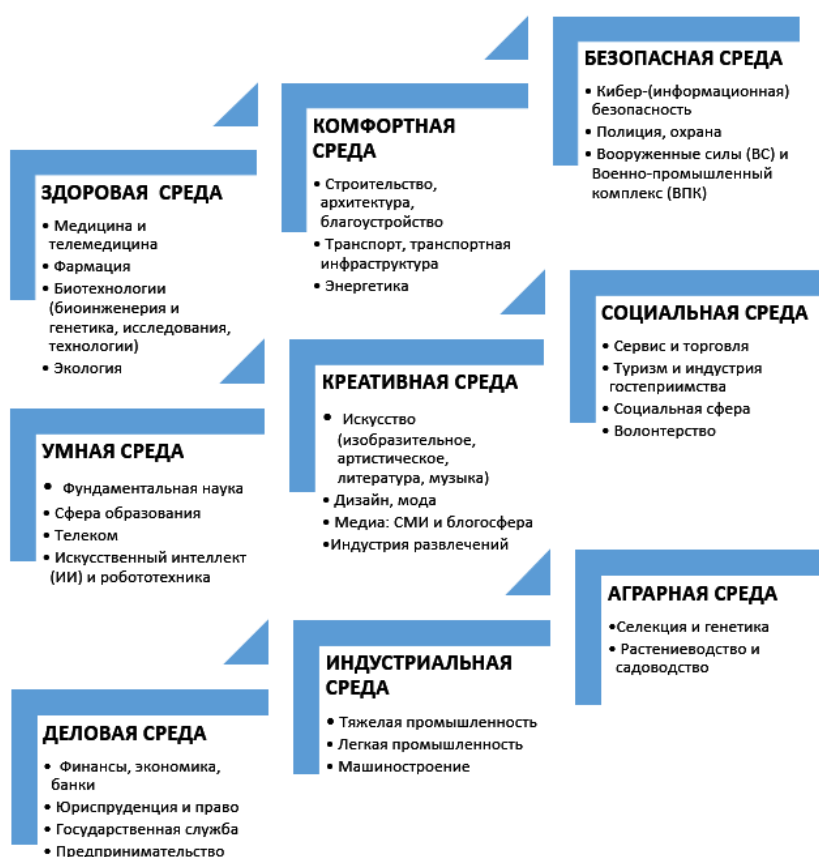 ЗДОРОВАЯ СРЕДА
• Медицина и
телемедицина
• Фармация
• Биотехнологии
(биоинженерия и
генетика, исследования,
технологии)
• Экология
КОМФОРТНАЯ
СРЕДА
• Строительство,
архитектура,
благоустройство
• Транспорт, транспортная
инфраструктура
• Энергетика
БЕЗОПАСНАЯ СРЕДА
• Кибер-(информационная)
безопасность
• Полиция, охрана
• Вооруженные силы (ВС) и
Военно-промышленный
комплекс (ВПК)
УМНАЯ СРЕДА
• Фундаментальная наука
• Сфера образования
• Телеком
• Искусственный интеллект
(ИИ) и робототехника
КРЕАТИВНАЯ СРЕДА
• Искусство
(изобразительное,
артистическое,
литература, музыка)
• Дизайн, мода
• Медиа: СМИ и блогосфера
•Индустрия развлечений
СОЦИАЛЬНАЯ СРЕДА
• Сервис и торговля
• Туризм и индустрия
гостеприимства
• Социальная сфера
• Волонтерство
ДЕЛОВАЯ СРЕДА
• Финансы, экономика,
банки
• Юриспруденция и право
• Государственная служба
• Предпринимательство
ИНДУСТРИАЛЬНАЯ
СРЕДА
• Тяжелая промышленность
• Легкая промышленность
• Машиностроение
АГРАРНАЯ СРЕДА
•Селекция и генетика
• Растениеводство и
садоводство